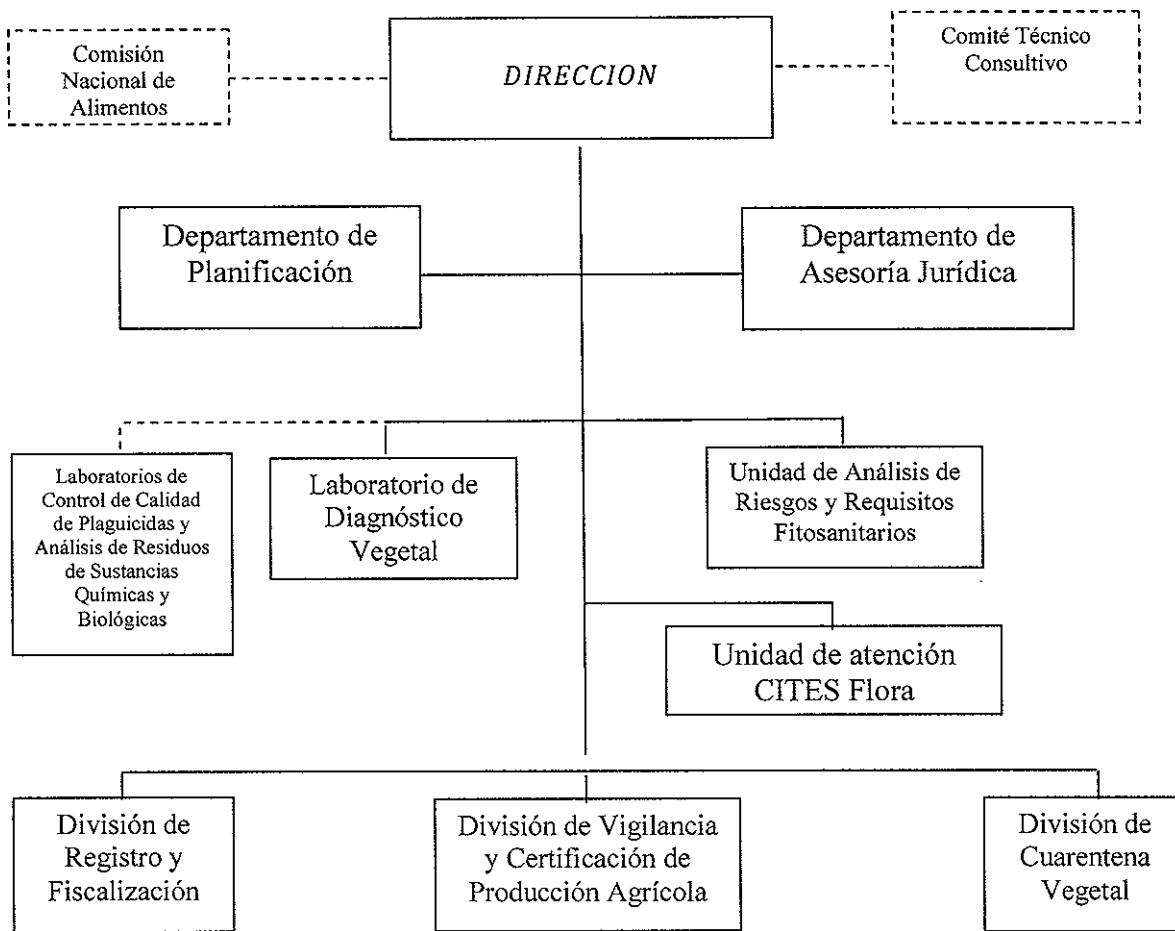 Comisión
Nacional de
Alimentos
DIRECCION
Comité Técnico
Consultivo
Departamento de
Planificación
Departamento de
Asesoría Jurídica
Laboratorios de
Control de Calidad
de Plaguicidas y
Análisis de Residuos
de Sustancias
Químicas y
Biológicas
Laboratorio de
Diagnóstico
Vegetal
Unidad de Análisis de
Riesgos y Requisitos
Fitosanitarios
Unidad de atención
CITES Flora
División de
Registro y
Fiscalización
División de Vigilancia
y Certificación de
Producción Agrícola
División de
Cuarentena
Vegetal